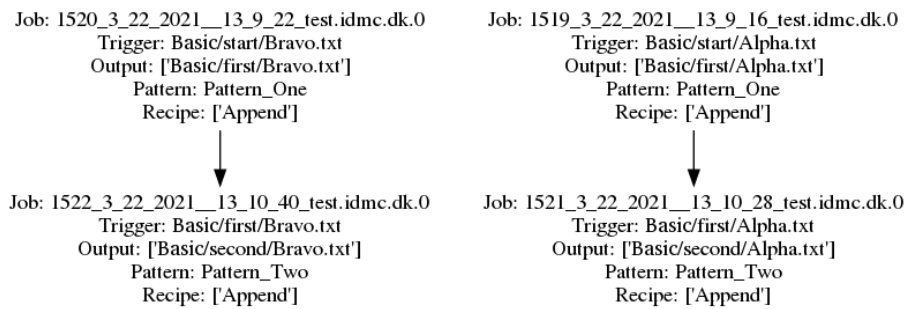 Job: 1520_3_22_2021__13_9_22_test.idmc.dk.0
Trigger: Basic/start/Bravo.txt
Output: ['Basic/first/Bravo.txt']
Pattern: Pattern_One
Recipe: ['Append']
Job: 1522_3_22_2021__13_10_40_test.idmc.dk.0
Trigger: Basic/first/Bravo.txt
Output: ['Basic/second/Bravo.txt']
Pattern: Pattern_Two
Recipe: ['Append']
Job: 1519_3_22_2021__13_9_16_test.idmc.dk.0
Trigger: Basic/start/Alpha.txt
Output: ['Basic/first/Alpha.txt']
Pattern: Pattern_One
Recipe: ['Append']
Job: 1521_3_22_2021__13_10_28_test.idmc.dk.0
Trigger: Basic/first/Alpha.txt
Output: ['Basic/second/Alpha.txt']
Pattern: Pattern_Two
Recipe: ['Append']